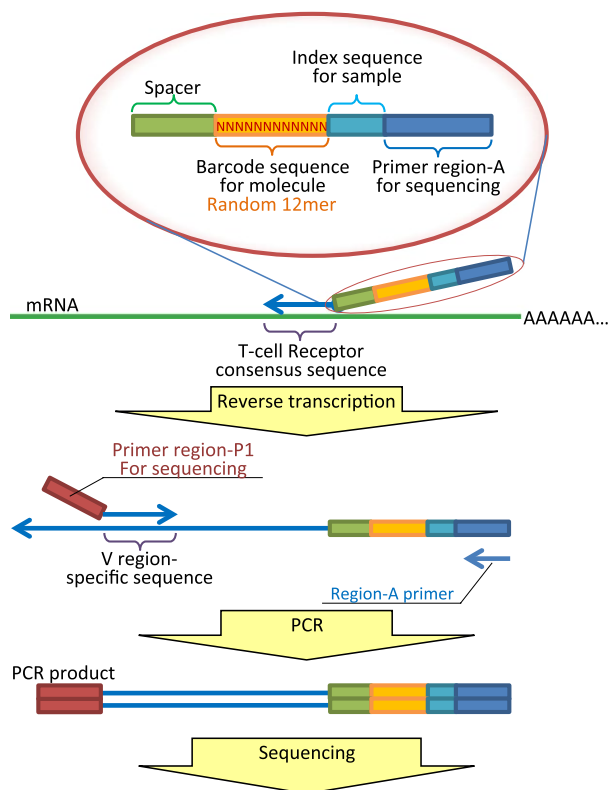 Index sequence
for sample
Spacer
NNNNNNNNNNNN
Barcode sequence
for molecule
Random 12mer
Primer region-A
for sequencing
mRNA
AAAAAA...
T-cell Receptor
consensus sequence
Reverse transcription
Primer region-P1
For sequencing
V region-
specific sequence
Region-A primer
PCR
PCR product
Sequencing